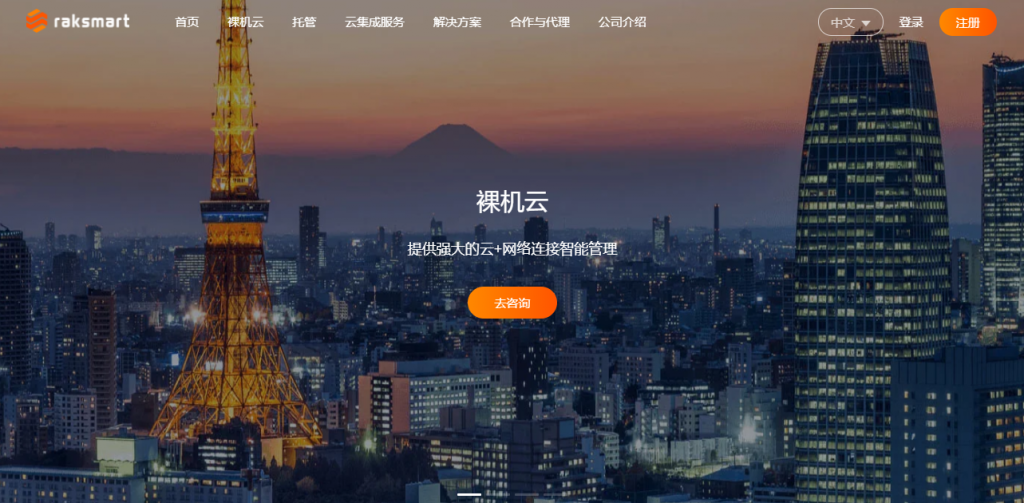 raksmart 首页 裸机云 托管 云集成服务 解决方案 合作与代理 公司介绍 中文 登录 注册
裸机云
提供强大的云+网络连接智能管理
去咨询